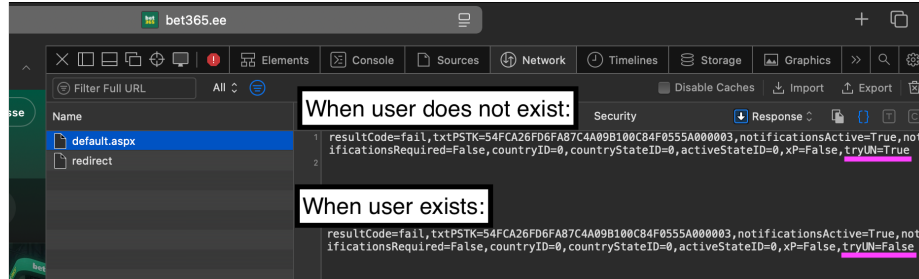 bet365.ee
Elements Console Sources Network Timelines Storage Graphics
Filter Full URL All Disable Caches Import Export
sse
Name Security Response
When user does not exist:
default.aspx
redirect
1 resultCode=fail,txtPSTK=54FCA26FD6FA87C4A09B100C84F0555A000003,notificationsActive=True,not
ificationsRequired=False,countryID=0,countryStateID=0,activeStateID=0,xP=False,tryUN=True
2
When user exists:
resultCode=fail,txtPSTK=54FCA26FD6FA87C4A09B100C84F0555A000003,notificationsActive=True,not
ificationsRequired=False,countryID=0,countryStateID=0,activeStateID=0,xP=False,tryUN=False
bet